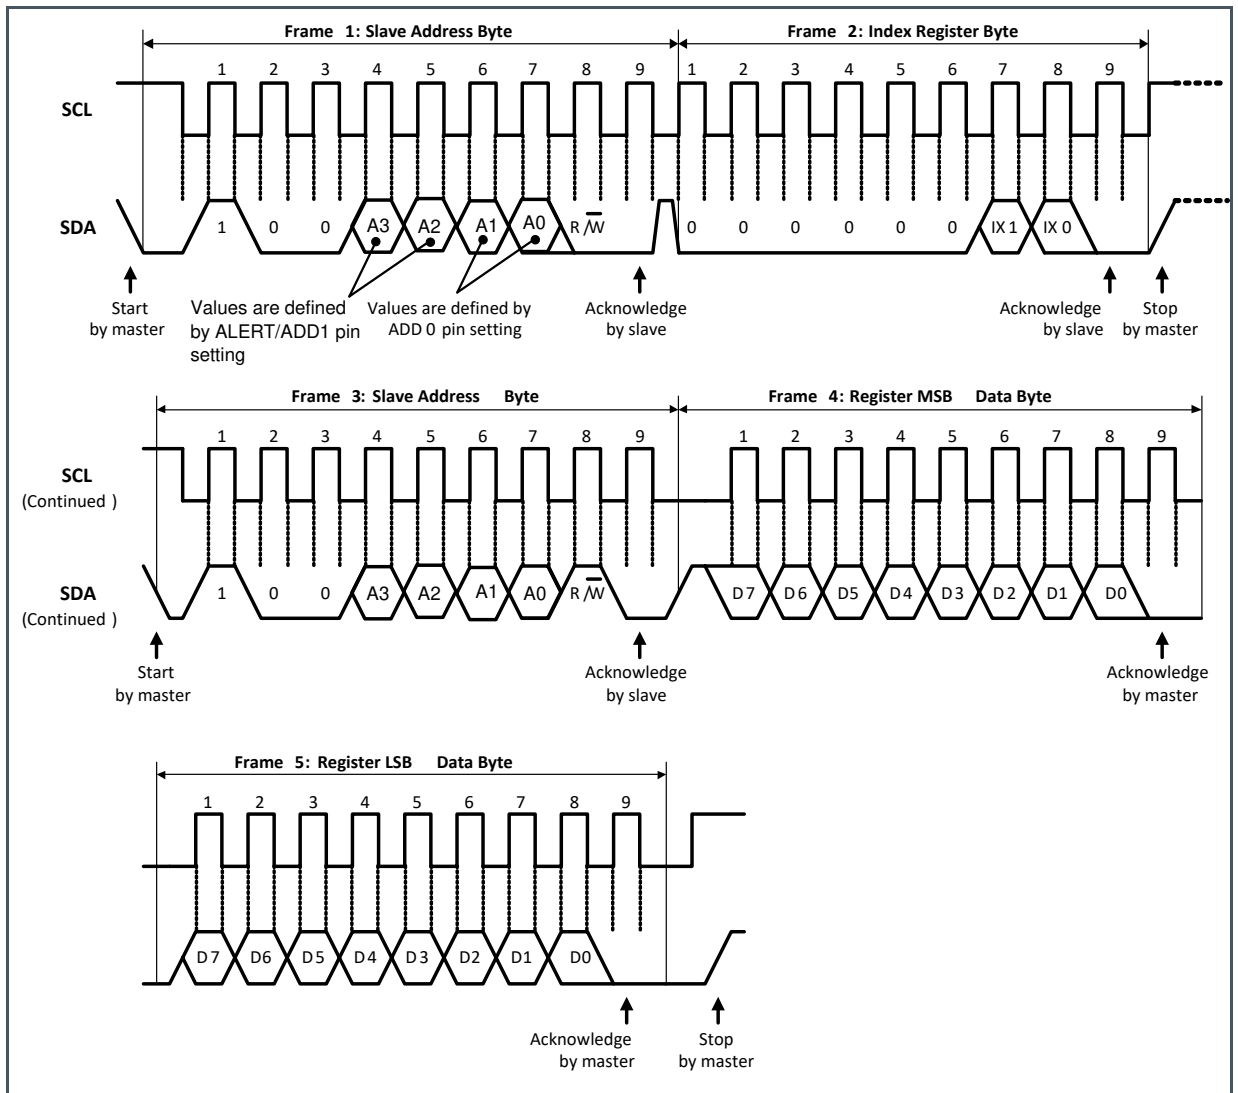 Frame 1: Slave Address Byte Frame 2: Index Register Byte
1 2 3 4 5 6 7 8 9 1 2 3 4 5 6 7 8 9
SCL
SDA 1 0 0 A3 A2 A1 A0 R/W̅ 0 0 0 0 0 0 IX 1 IX 0
Start
by master
Values are defined
by ALERT/ADD1 pin
setting
Values are defined by
ADD 0 pin setting
Acknowledge
by slave
Acknowledge
by slave
Stop
by master
Frame 3: Slave Address Byte Frame 4: Register MSB Data Byte
1 2 3 4 5 6 7 8 9 1 2 3 4 5 6 7 8 9
SCL
(Continued )
SDA 1 0 0 A3 A2 A1 A0 R/W̅ D7 D6 D5 D4 D3 D2 D1 D0
(Continued )
Start
by master
Acknowledge
by slave
Acknowledge
by master
Frame 5: Register LSB Data Byte
1 2 3 4 5 6 7 8 9
D7 D6 D5 D4 D3 D2 D1 D0
Acknowledge
by master
Stop
by master